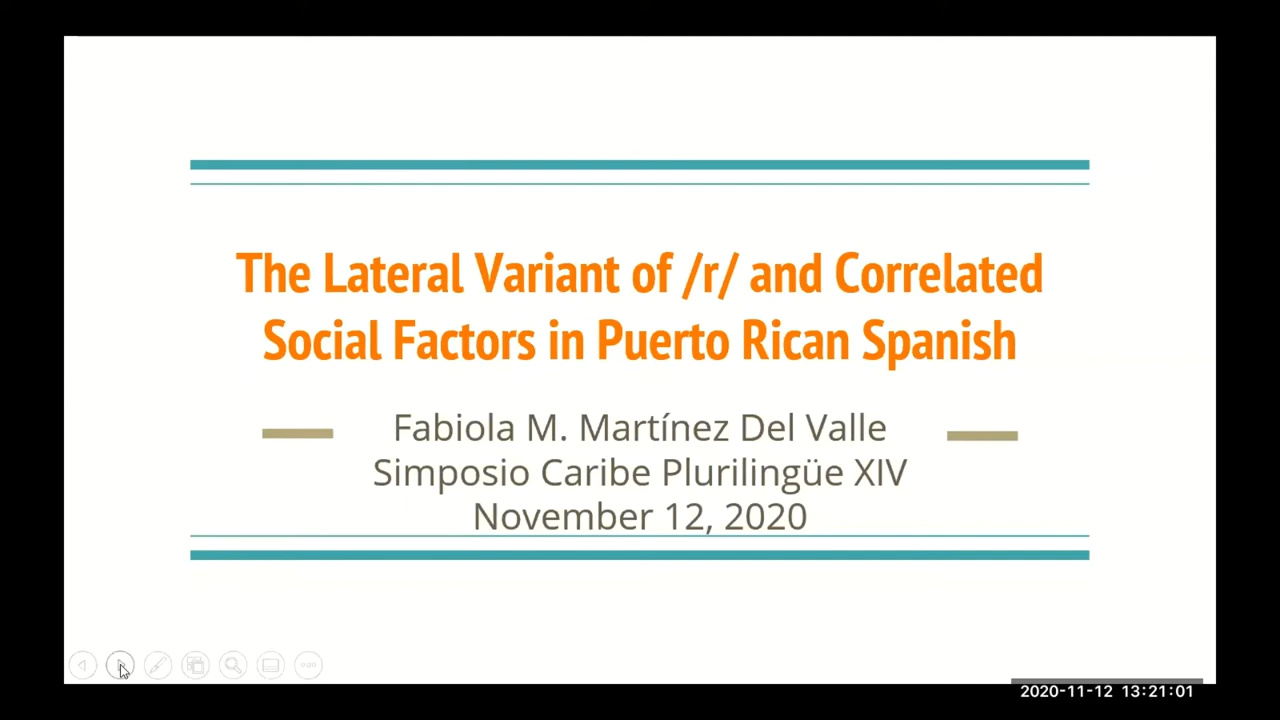 The Lateral Variant of /r/ and Correlated
Social Factors in Puerto Rican Spanish
Fabiola M. Martínez Del Valle
Simposio Caribe Plurilingüe XIV
November 12, 2020
2020-11-12 13:21:01